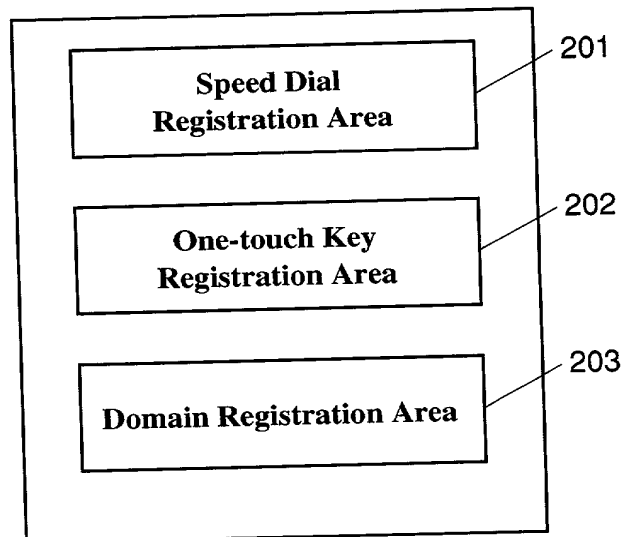 Speed Dial
Registration Area
201
One-touch Key
Registration Area
202
Domain Registration Area
203